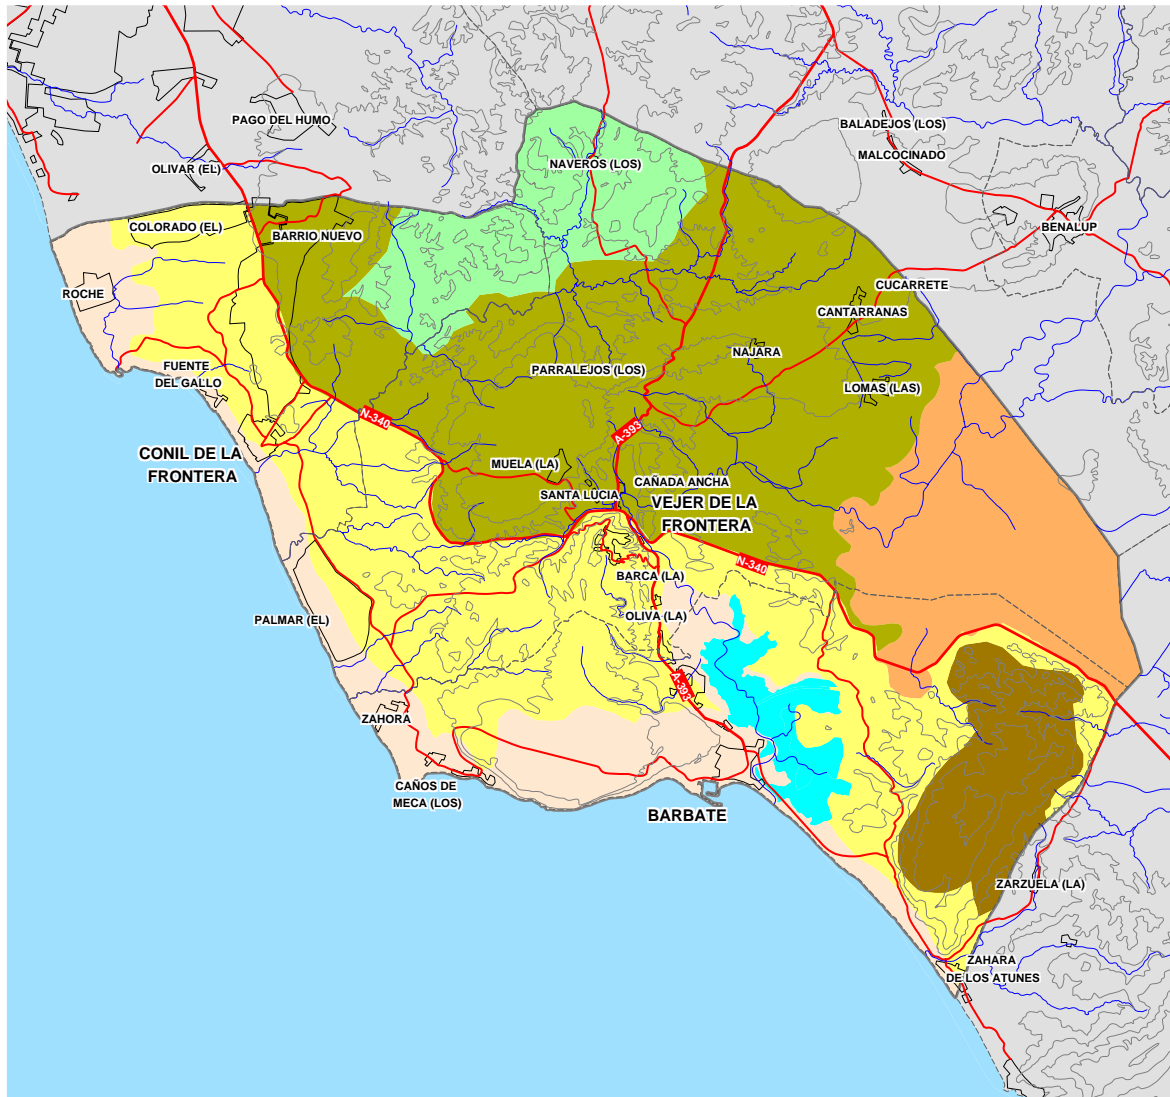 PAGO DEL HUMO
BALADEJOS (LOS)
MALCOCINADO
OLIVAR (EL)
NAVEROS (LOS)
COLORADO (EL)
BARRIO NUEVO
BENALUP
ROCHE
CUCARRETE
CANTARRANAS
FUENTE
DEL GALLO
PARRALEJOS (LOS)
NAJARA
LOMAS (LAS)
N-340
A-393
CONIL DE LA
FRONTERA
MUELA (LA)
SANTA LUCIA
CAÑADA ANCHA
VEJER DE LA
FRONTERA
N-340
BARCA (LA)
OLIVA (LA)
PALMAR (EL)
A-393
ZAHORA
CAÑOS DE
MECA (LOS)
BARBATE
ZARZUELA (LA)
ZAHARA
DE LOS ATUNES